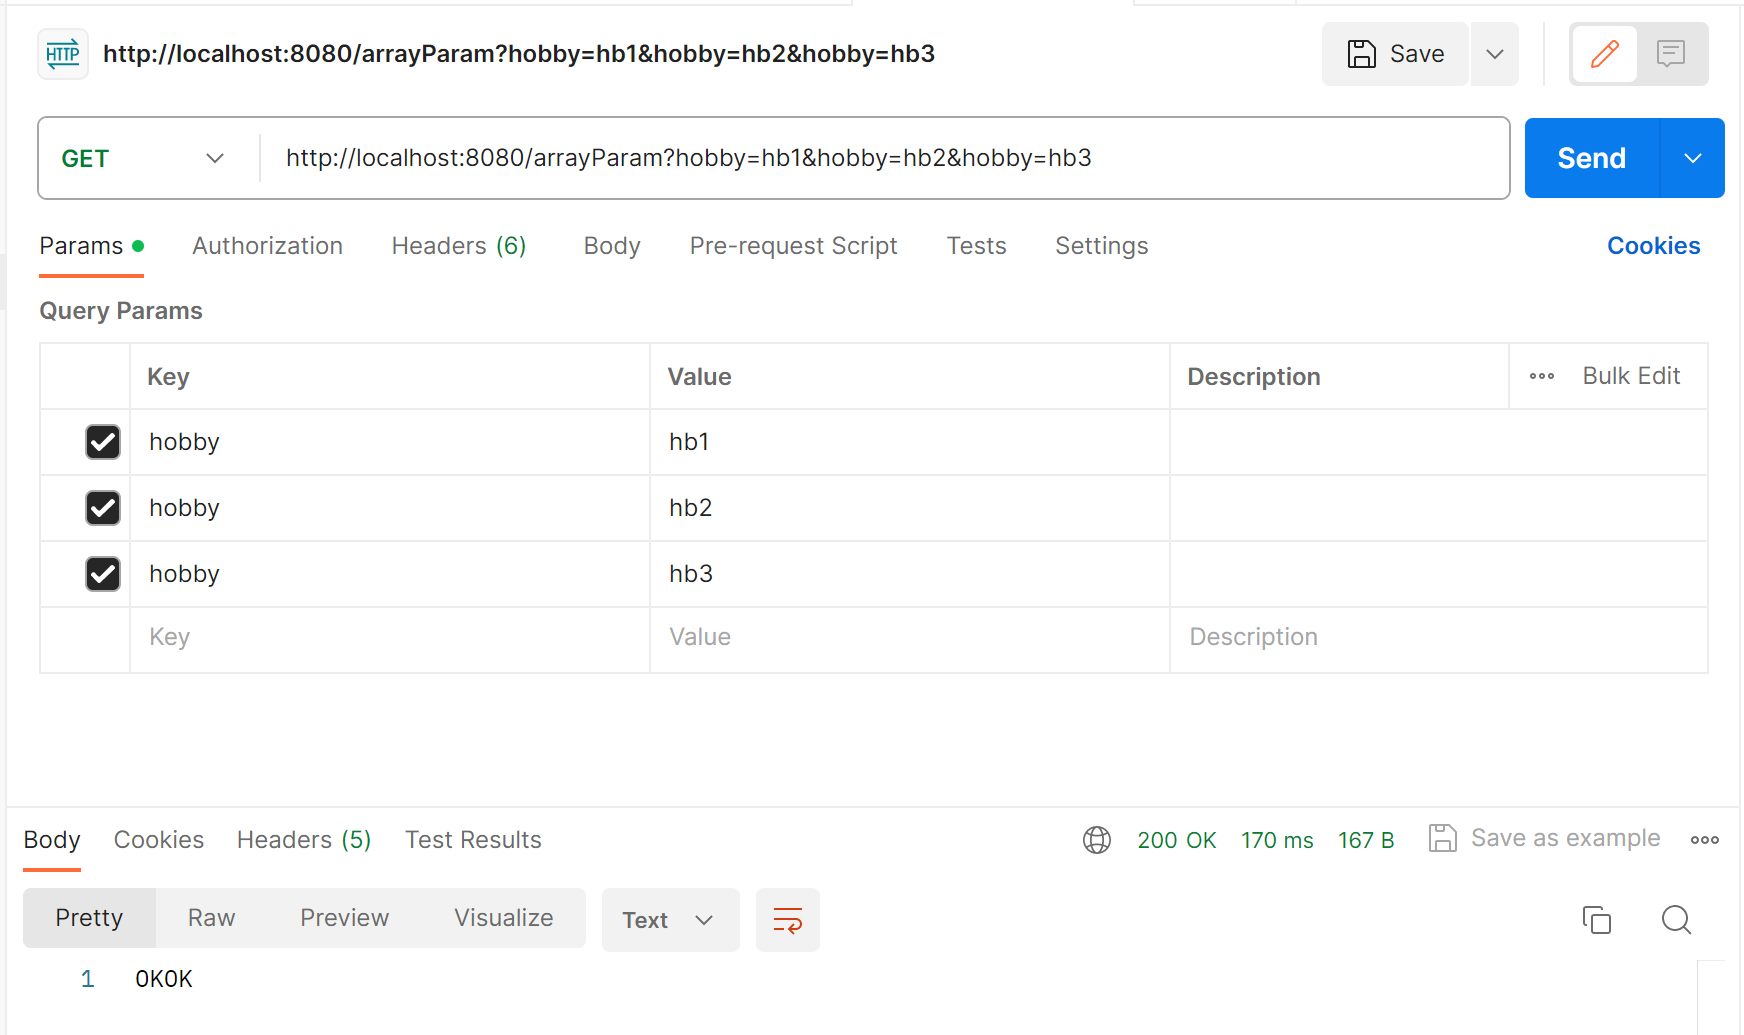 HTTP http://localhost:8080/arrayParam?hobby=hb1&hobby=hb2&hobby=hb3 Save
GET http://localhost:8080/arrayParam?hobby=hb1&hobby=hb2&hobby=hb3 Send
Params Authorization Headers (6) Body Pre-request Script Tests Settings Cookies
Query Params
Key Value Description Bulk Edit
hobby hb1
hobby hb2
hobby hb3
Key Value Description
Body Cookies Headers (5) Test Results 200 OK 170 ms 167 B Save as example
Pretty Raw Preview Visualize Text
1 OKOK